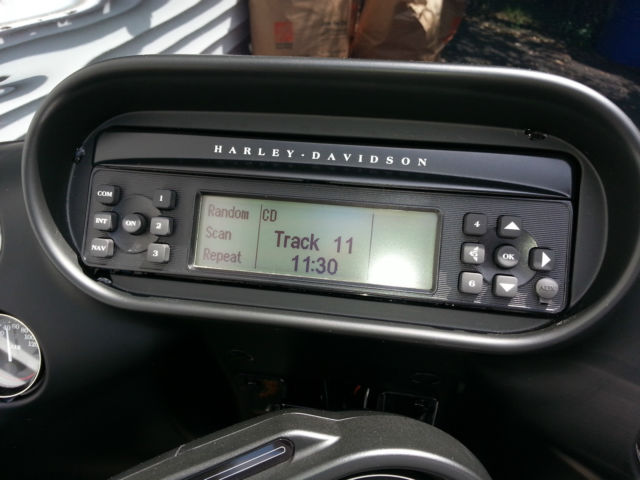 HARLEY-DAVIDSON
COM 1
INT ON 2
NAV 3
Random CD
Scan Track 11
Repeat 11:30
4
OK
6